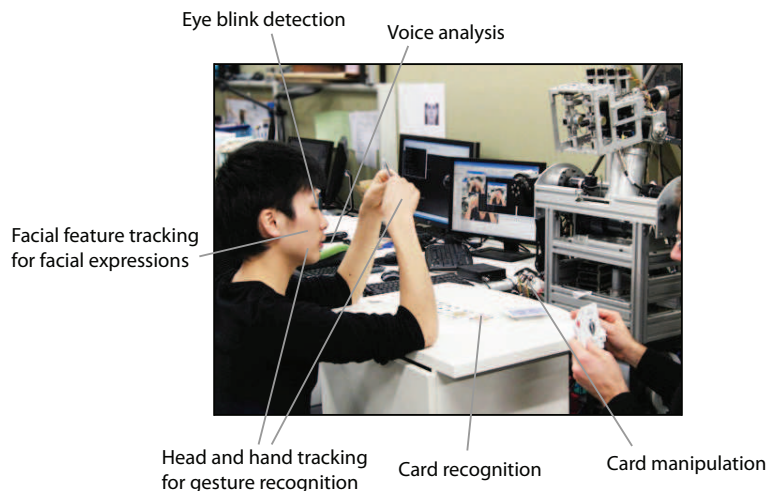 Eye blink detection
Voice analysis
Facial feature tracking
for facial expressions
Head and hand tracking
for gesture recognition
Card recognition
Card manipulation